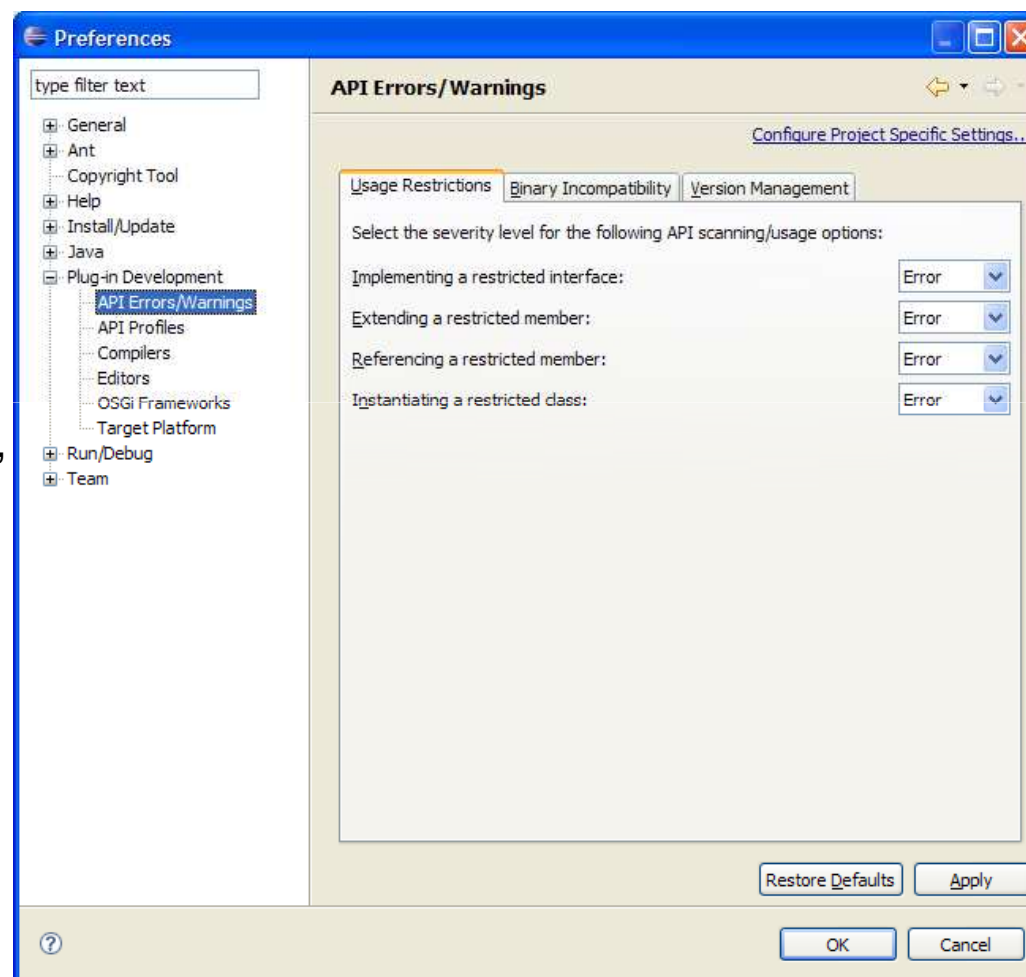 Preferences
type filter text
General
Ant
Copyright Tool
Help
Install/Update
Java
Plug-in Development
API Errors/Warnings
API Profiles
Compilers
Editors
OSGi Frameworks
Target Platform
Run/Debug
Team
,
API Errors/Warnings
Configure Project Specific Settings..
Usage Restrictions Binary Incompatibility Version Management
Select the severity level for the following API scanning/usage options:
Implementing a restricted interface: Error
Extending a restricted member: Error
Referencing a restricted member: Error
Instantiating a restricted class: Error
Restore Defaults Apply
? OK Cancel